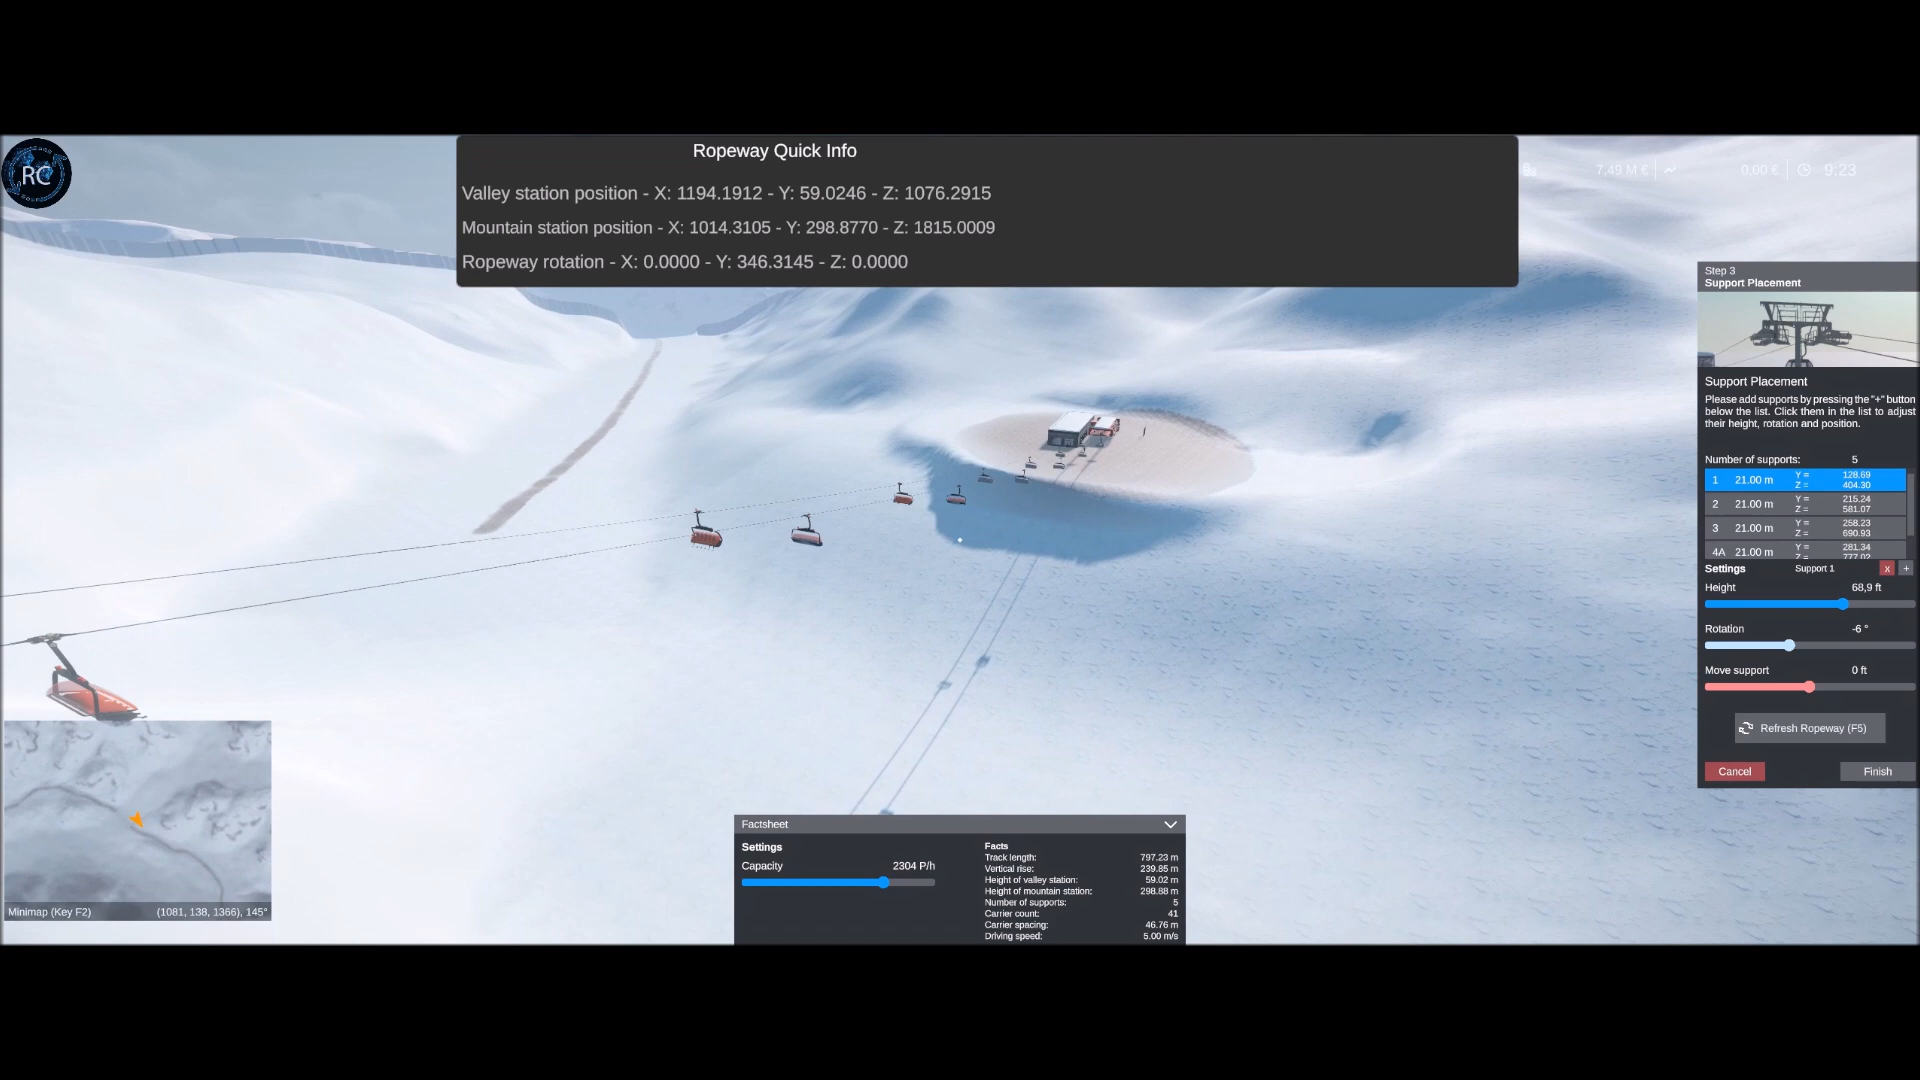 RC
Ropeway Quick Info
Valley station position - X: 1194.1912 - Y: 59.0246 - Z: 1076.2915
Mountain station position - X: 1014.3105 - Y: 298.8770 - Z: 1815.0009
Ropeway rotation - X: 0.0000 - Y: 346.3145 - Z: 0.0000
7,49 M € 0,00 € 9:23
Step 3
Support Placement
Support Placement
Please add supports by pressing the "+" button
below the list. Click them in the list to adjust
their height, rotation and position.
Number of supports: 5
1 21.00 m Y = 128.69
Z = 404.30
2 21.00 m Y = 215.24
Z = 581.07
3 21.00 m Y = 258.23
Z = 690.93
4A 21.00 m Y = 281.34
Z = 777.02
Settings Support 1 x +
Height 68,9 ft
Rotation -6 °
Move support 0 ft
Refresh Ropeway (F5)
Cancel Finish
Minimap (Key F2) (1081, 138, 1366), 145°
Factsheet
Settings
Capacity 2304 P/h
Facts
Track length: 797.23 m
Vertical rise: 239.85 m
Height of valley station: 59.02 m
Height of mountain station: 298.88 m
Number of supports: 5
Carrier count: 41
Carrier spacing: 46.76 m
Driving speed: 5.00 m/s